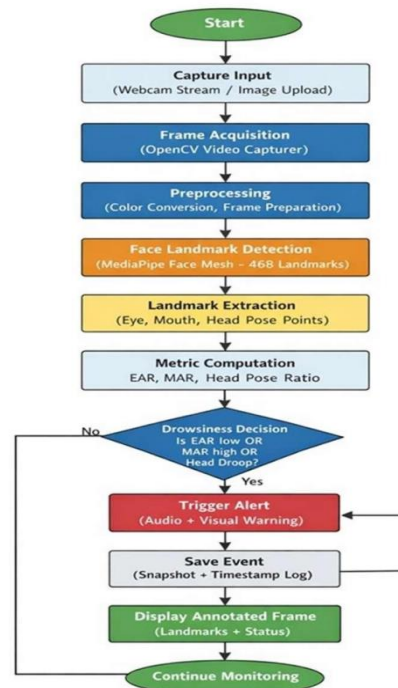 Start
Capture Input
(Webcam Stream / Image Upload)
Frame Acquisition
(OpenCV Video Capturer)
Preprocessing
(Color Conversion, Frame Preparation)
Face Landmark Detection
(MediaPipe Face Mesh – 468 Landmarks)
Landmark Extraction
(Eye, Mouth, Head Pose Points)
Metric Computation
EAR, MAR, Head Pose Ratio
No
Drowsiness Decision
Is EAR low OR
MAR high OR
Head Droop?
Yes
Trigger Alert
(Audio + Visual Warning)
Save Event
(Snapshot + Timestamp Log)
Display Annotated Frame
(Landmarks + Status)
Continue Monitoring